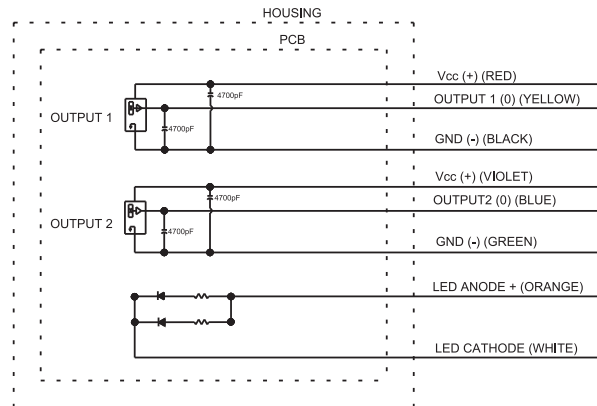 HOUSING
PCB
Vcc (+) (RED)
4700pF
OUTPUT 1 (0) (YELLOW)
OUTPUT 1
4700pF
GND (-) (BLACK)
Vcc (+) (VIOLET)
4700pF
OUTPUT2 (0) (BLUE)
OUTPUT 2
4700pF
GND (-) (GREEN)
LED ANODE + (ORANGE)
LED CATHODE (WHITE)